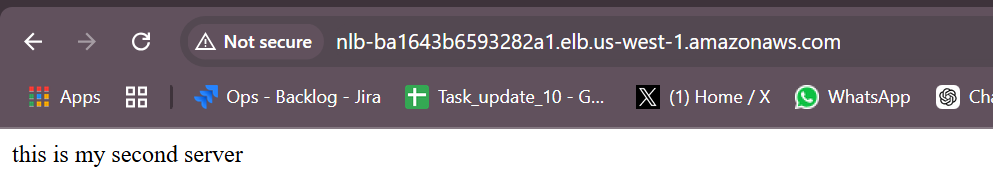 Not secure nlb-ba1643b6593282a1.elb.us-west-1.amazonaws.com
Apps Ops - Backlog - Jira Task_update_10 - G... (1) Home / X WhatsApp Cha
this is my second server